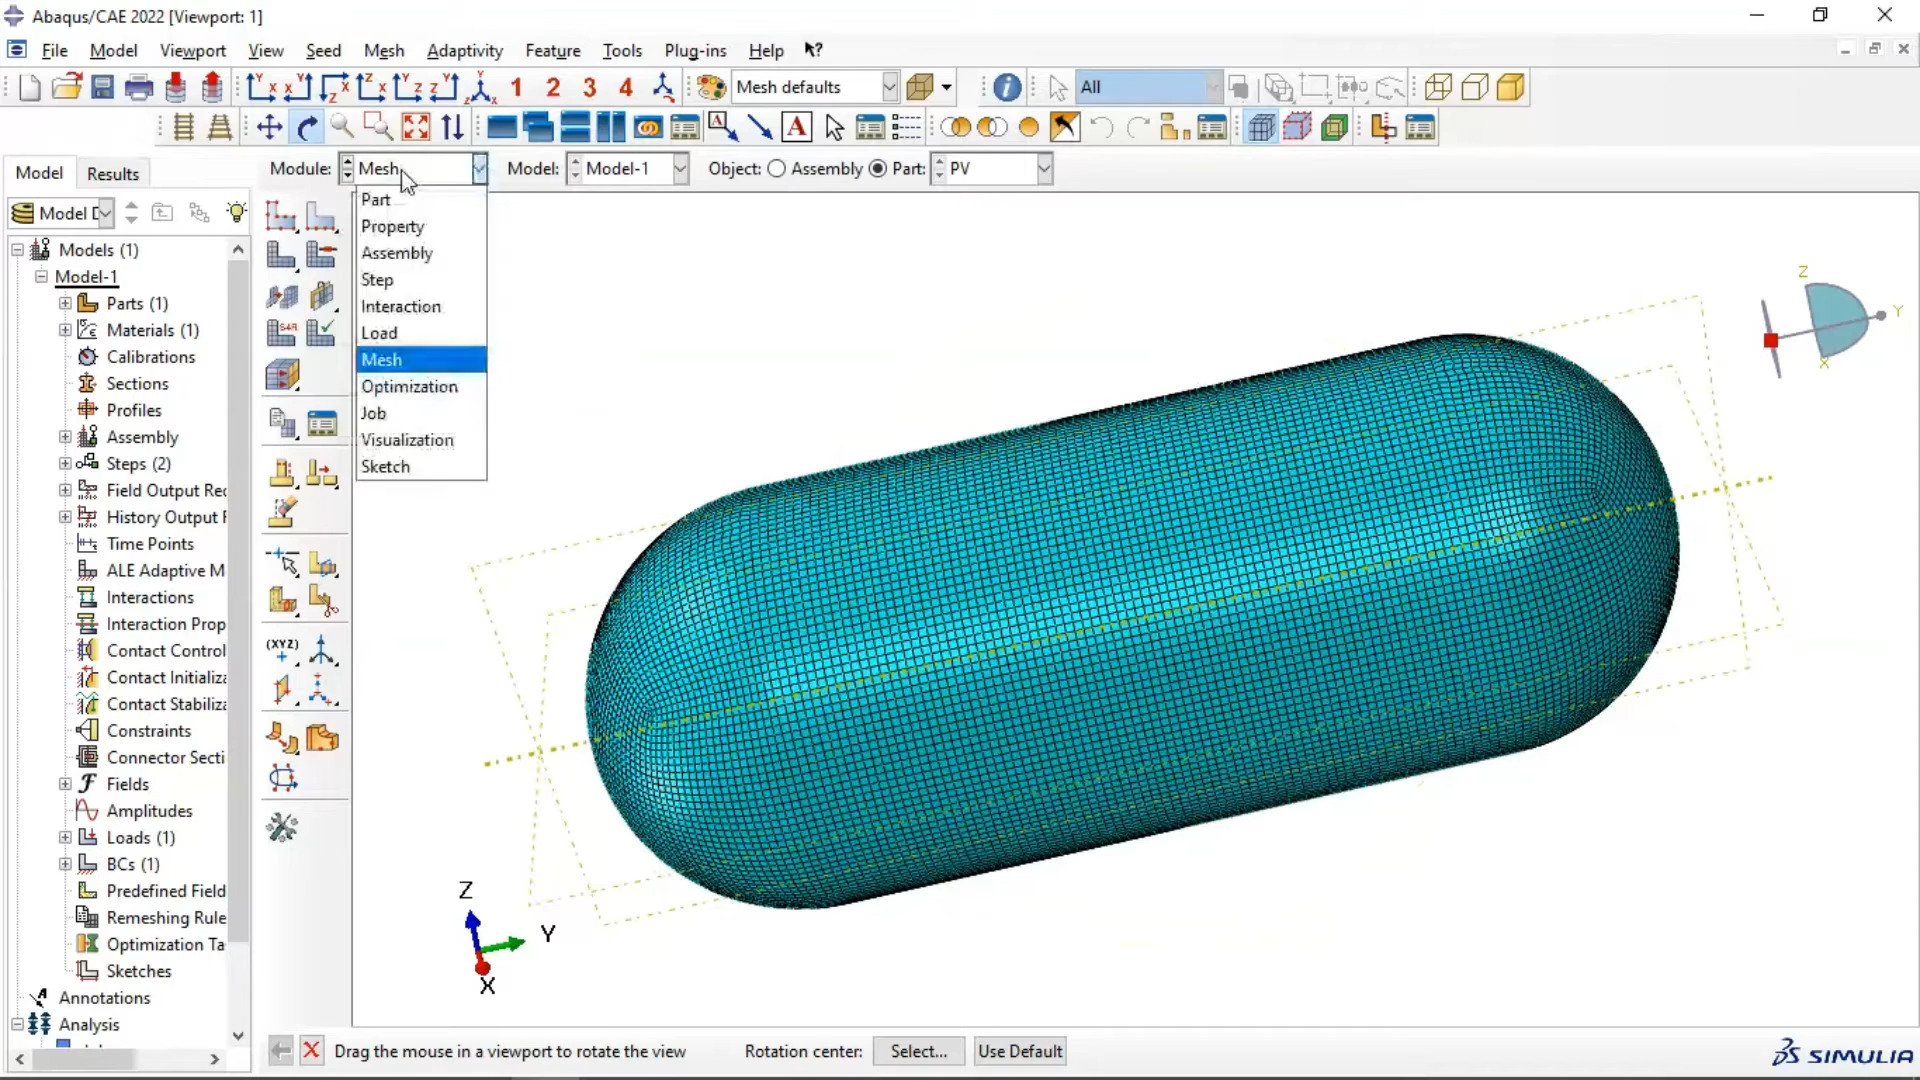 Abaqus/CAE 2022 [Viewport: 1]
File Model Viewport View Seed Mesh Adaptivity Feature Tools Plug-ins Help
1 2 3 4 Mesh defaults All
Module: Mesh Model: Model-1 Object: Assembly Part: PV
Model Results
Model D
Part
Property
Assembly
Step
Interaction
Load
Mesh
Optimization
Job
Visualization
Sketch
Models (1)
Model-1
Parts (1)
Materials (1)
Calibrations
Sections
Profiles
Assembly
Steps (2)
Field Output Req
History Output R
Time Points
ALE Adaptive M
Interactions
Interaction Prop
Contact Control
Contact Initializa
Contact Stabiliza
Constraints
Connector Secti
Fields
Amplitudes
Loads (1)
BCs (1)
Predefined Field
Remeshing Rule
Optimization Ta
Sketches
Annotations
Analysis
S4R
(XYZ)
Z
Y
X
Z
Y
X
Drag the mouse in a viewport to rotate the view Rotation center: Select... Use Default
SIMULIA